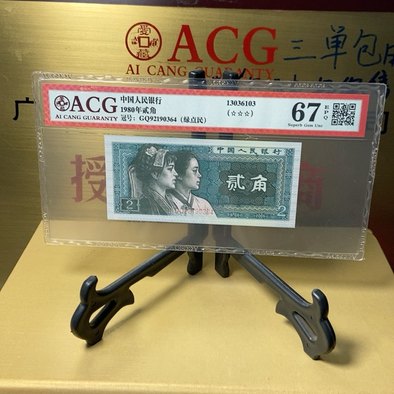 ACG 三单包
AI CANG GUARANTY
广
授
ACG
AI CANG GUARANTY
中国人民银行
1980年贰角
冠号: GQ92190364 (绿点民)
13036103
(☆☆☆)
67 EPQ
Superb Gem Unc
中国人民银行
贰角
2
2